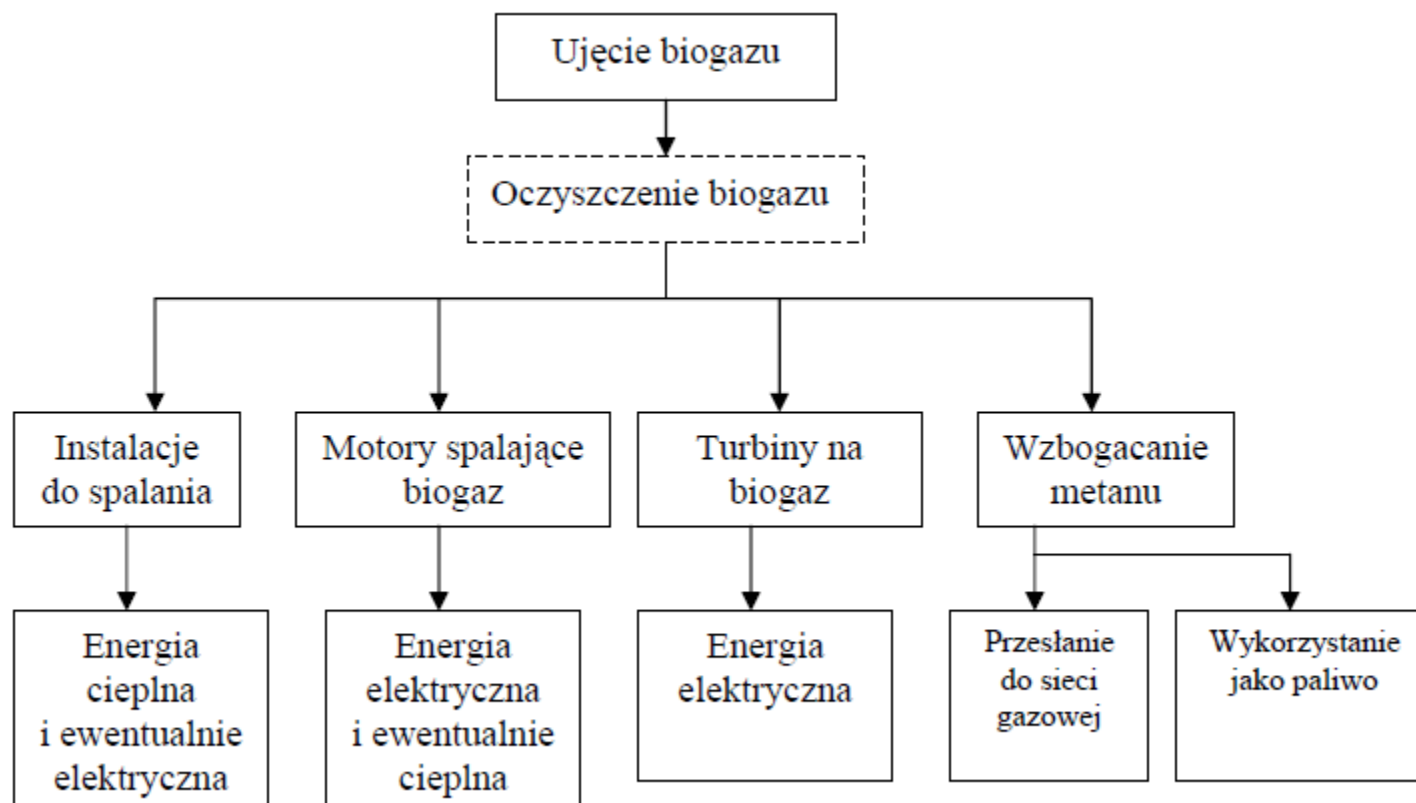 Ujęcie biogazu
Oczyszczenie biogazu
Instalacje
do spalania
Motory spalające
biogaz
Turbiny na
biogaz
Wzbogacanie
metanu
Energia
cieplna
i ewentualnie
elektryczna
Energia
elektryczna
i ewentualnie
cieplna
Energia
elektryczna
Przesłanie
do sieci
gazowej
Wykorzystanie
jako paliwo